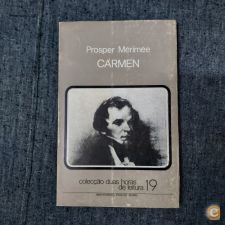 Prosper Mérimée
CARMEN
colecção duas horas
de leitura 19